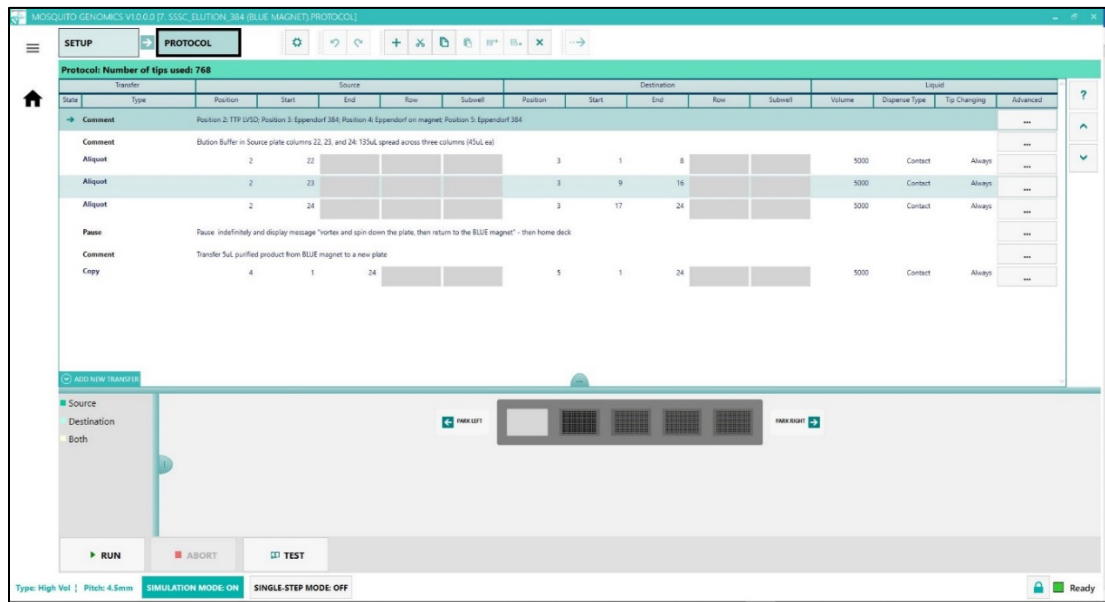 MOSQUITO GENOMICS V1.0.0.0 [7. SSSC_ELUTION_384 (BLUE MAGNET).PROTOCOL]
SETUP PROTOCOL
Protocol: Number of tips used: 768
Transfer Source Destination Liquid
State Type Position Start End Row Subwell Position Start End Row Subwell Volume Dispense Type Tip Changing Advanced
Comment Position 2: TTP LVSD; Position 3: Eppendorf 384; Position 4: Eppendorf on magnet; Position 5: Eppendorf 384 ...
Comment Elution Buffer in Source plate columns 22, 23, and 24: 135uL spread across three columns (45uL ea) ...
Aliquot 2 22 3 1 8 5000 Contact Always ...
Aliquot 2 23 3 9 16 5000 Contact Always ...
Aliquot 2 24 3 17 24 5000 Contact Always ...
Pause Pause indefinitely and display message "vortex and spin down the plate, then return to the BLUE magnet" - then home deck ...
Comment Transfer 5uL purified product from BLUE magnet to a new plate ...
Copy 4 1 24 5 1 24 5000 Contact Always ...
ADD NEW TRANSFER
Source
Destination
Both
PARK LEFT PARK RIGHT
RUN ABORT TEST
Type: High Vol ¦ Pitch: 4.5mm SIMULATION MODE: ON SINGLE-STEP MODE: OFF Ready